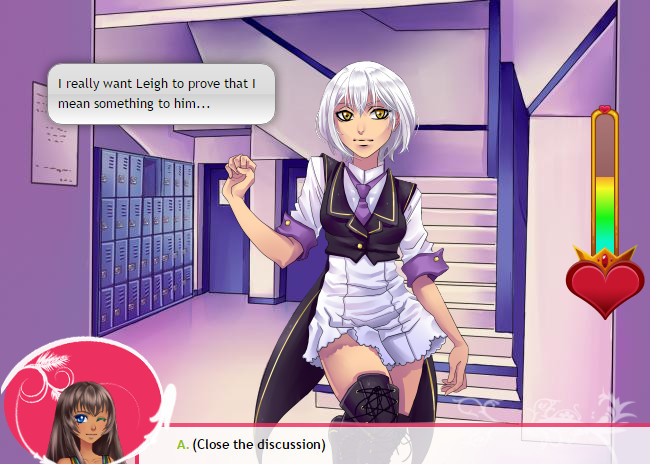 I really want Leigh to prove that I
mean something to him...
A. (Close the discussion)